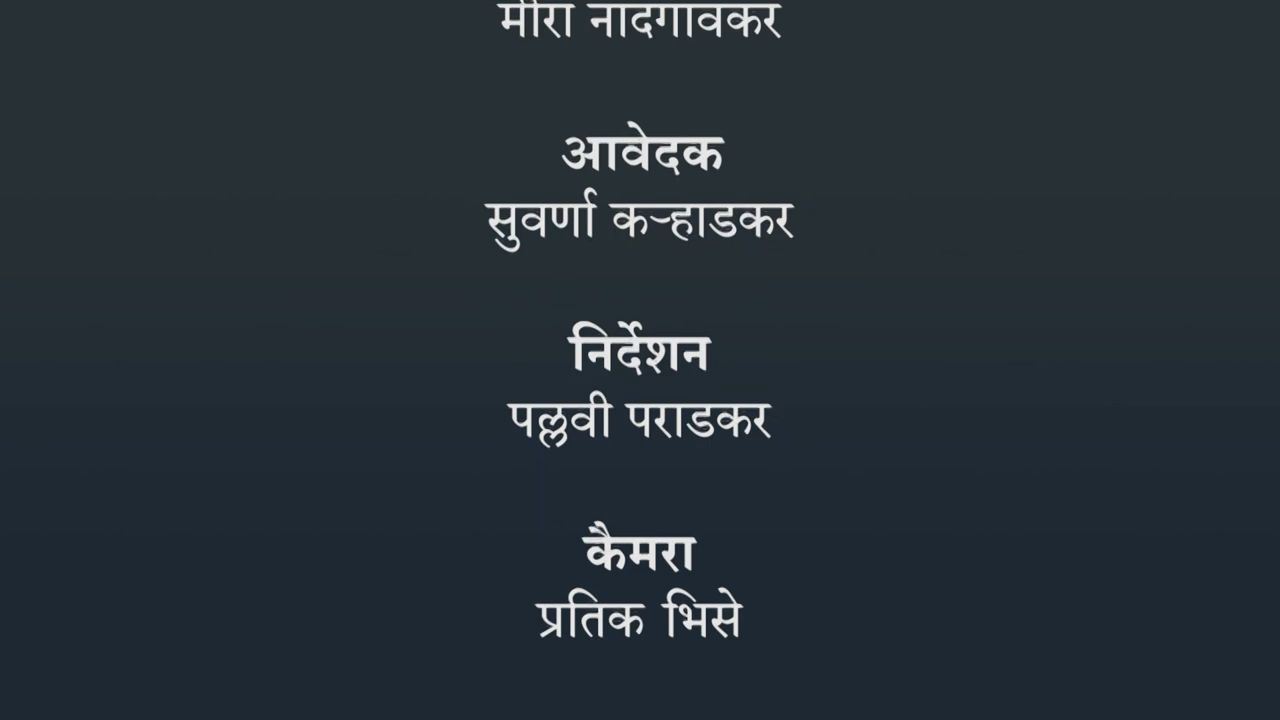 मीरा नादगावकर
आवेदक
सुवर्णा कऱ्हाडकर
निर्देशन
पल्लवी पराडकर
कैमरा
प्रतिक भिसे